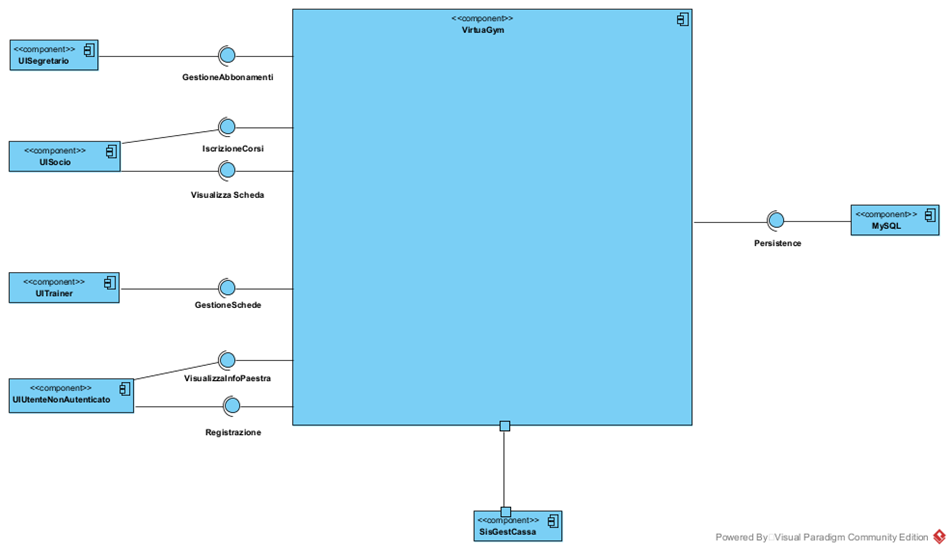 <<component>>
VirtuaGym
<<component>>
UISegretario
GestioneAbbonamenti
<<component>>
UISocio
IscrizioneCorsi
Visualizza Scheda
<<component>>
MySQL
Persistence
<<component>>
UITrainer
GestioneSchede
VisualizzaInfoPaestra
<<component>>
UIUtenteNonAutenticato
Registrazione
<<component>>
SisGestCassa
Powered By Visual Paradigm Community Edition